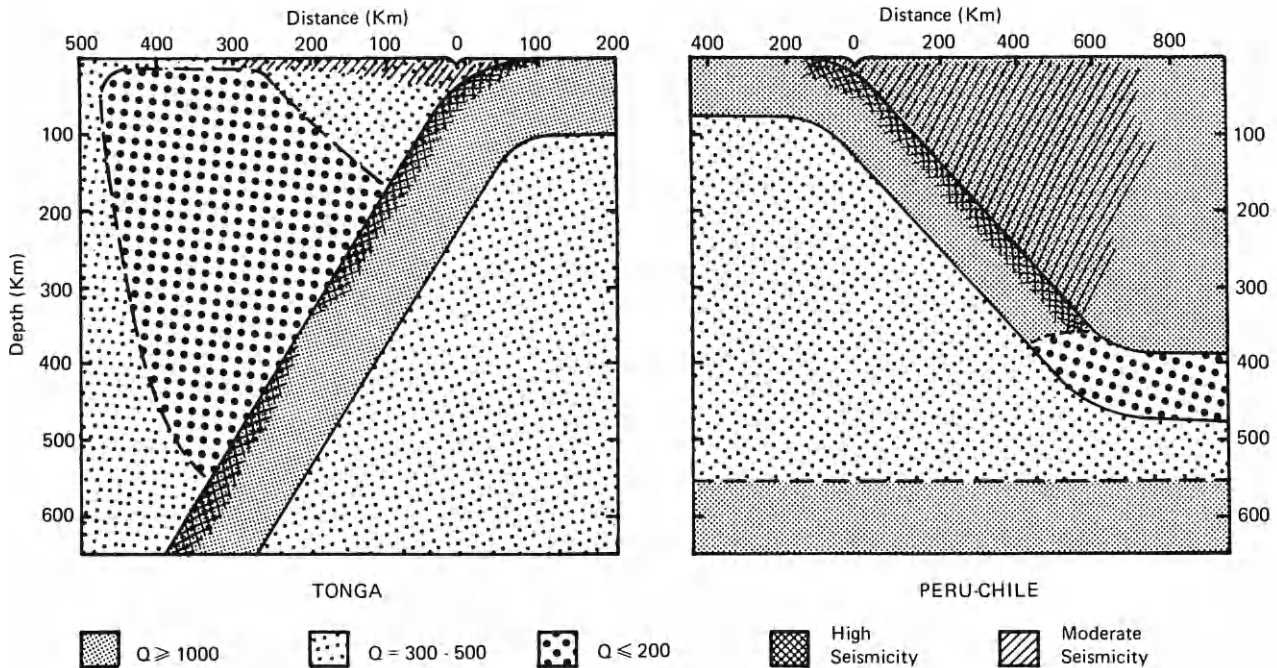 Distance (Km)
500 400 300 200 100 0 100 200
Depth (Km)
100
200
300
400
500
600
TONGA
Distance (Km)
400 200 0 200 400 600 800
100
200
300
400
500
600
PERU-CHILE
Q ≥ 1000
Q = 300 - 500
Q ≤ 200
High
Seismicity
Moderate
Seismicity